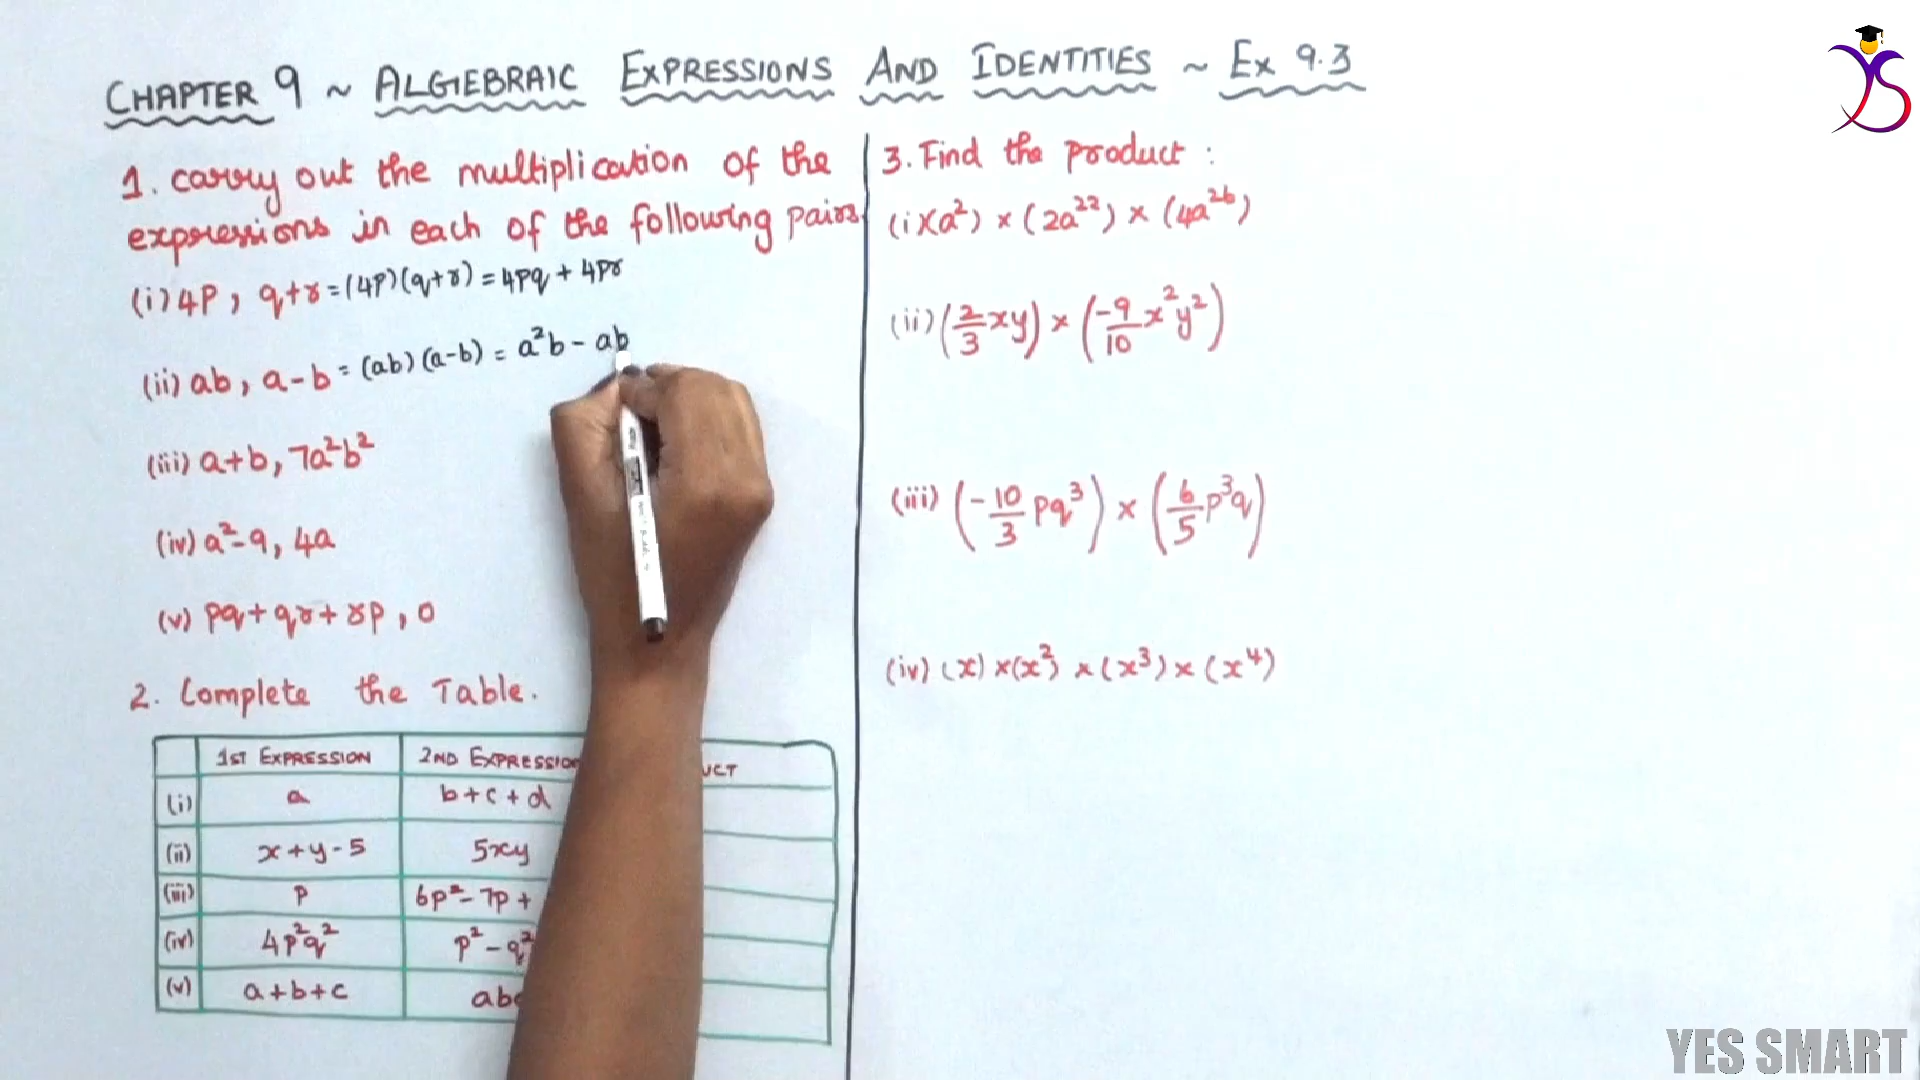 CHAPTER 9 ~ ALGEBRAIC EXPRESSIONS AND IDENTITIES ~ Ex 9.3
1. carry out the multiplication of the
expressions in each of the following pairs
(i) 4P, q+r = (4P)(q+r) = 4Pq + 4Pr
(ii) ab, a-b = (ab)(a-b) = a²b - ab
(iii) a+b, 7a²b²
(iv) a²-9, 4a
(v) pq+qr+rp, 0
2. Complete the Table.
1ST EXPRESSION 2ND EXPRESSION
(i) a b+c+d
(ii) x+y-5 5xy
(iii) P 6p²-7p+
(iv) 4p²q² p²-q²
(v) a+b+c
3. Find the product :
(i)(a²) × (2a²²) × (4a²⁶)
(ii) (2/3 xy) × (-9/10 x²y²)
(iii) (-10/3 pq³) × (6/5 p³q)
(iv) (x) × (x²) × (x³) × (x⁴)
YES SMART